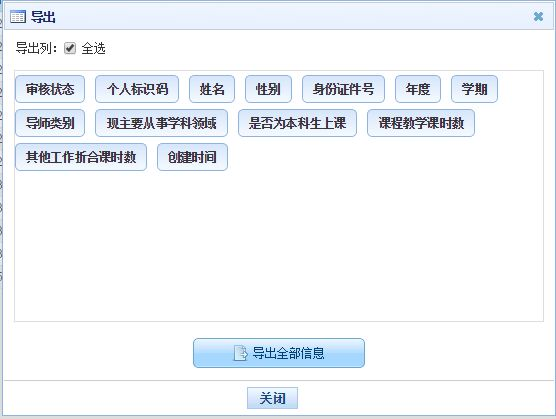 导出
导出列: 全选
审核状态 个人标识码 姓名 性别 身份证件号 年度 学期
导师类别 现主要从事学科领域 是否为本科生上课 课程教学课时数
其他工作折合课时数 创建时间
导出全部信息
关闭